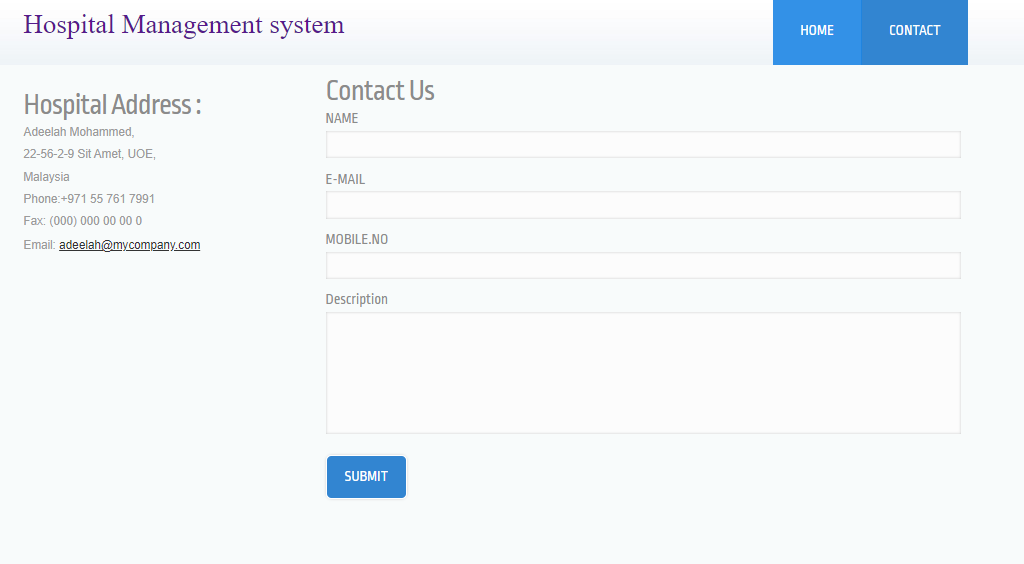 Hospital Management system
HOME
CONTACT
Hospital Address :
Adeelah Mohammed,
22-56-2-9 Sit Amet, UOE,
Malaysia
Phone:+971 55 761 7991
Fax: (000) 000 00 00 0
Email: adeelah@mycompany.com
Contact Us
NAME
E-MAIL
MOBILE.NO
Description
SUBMIT